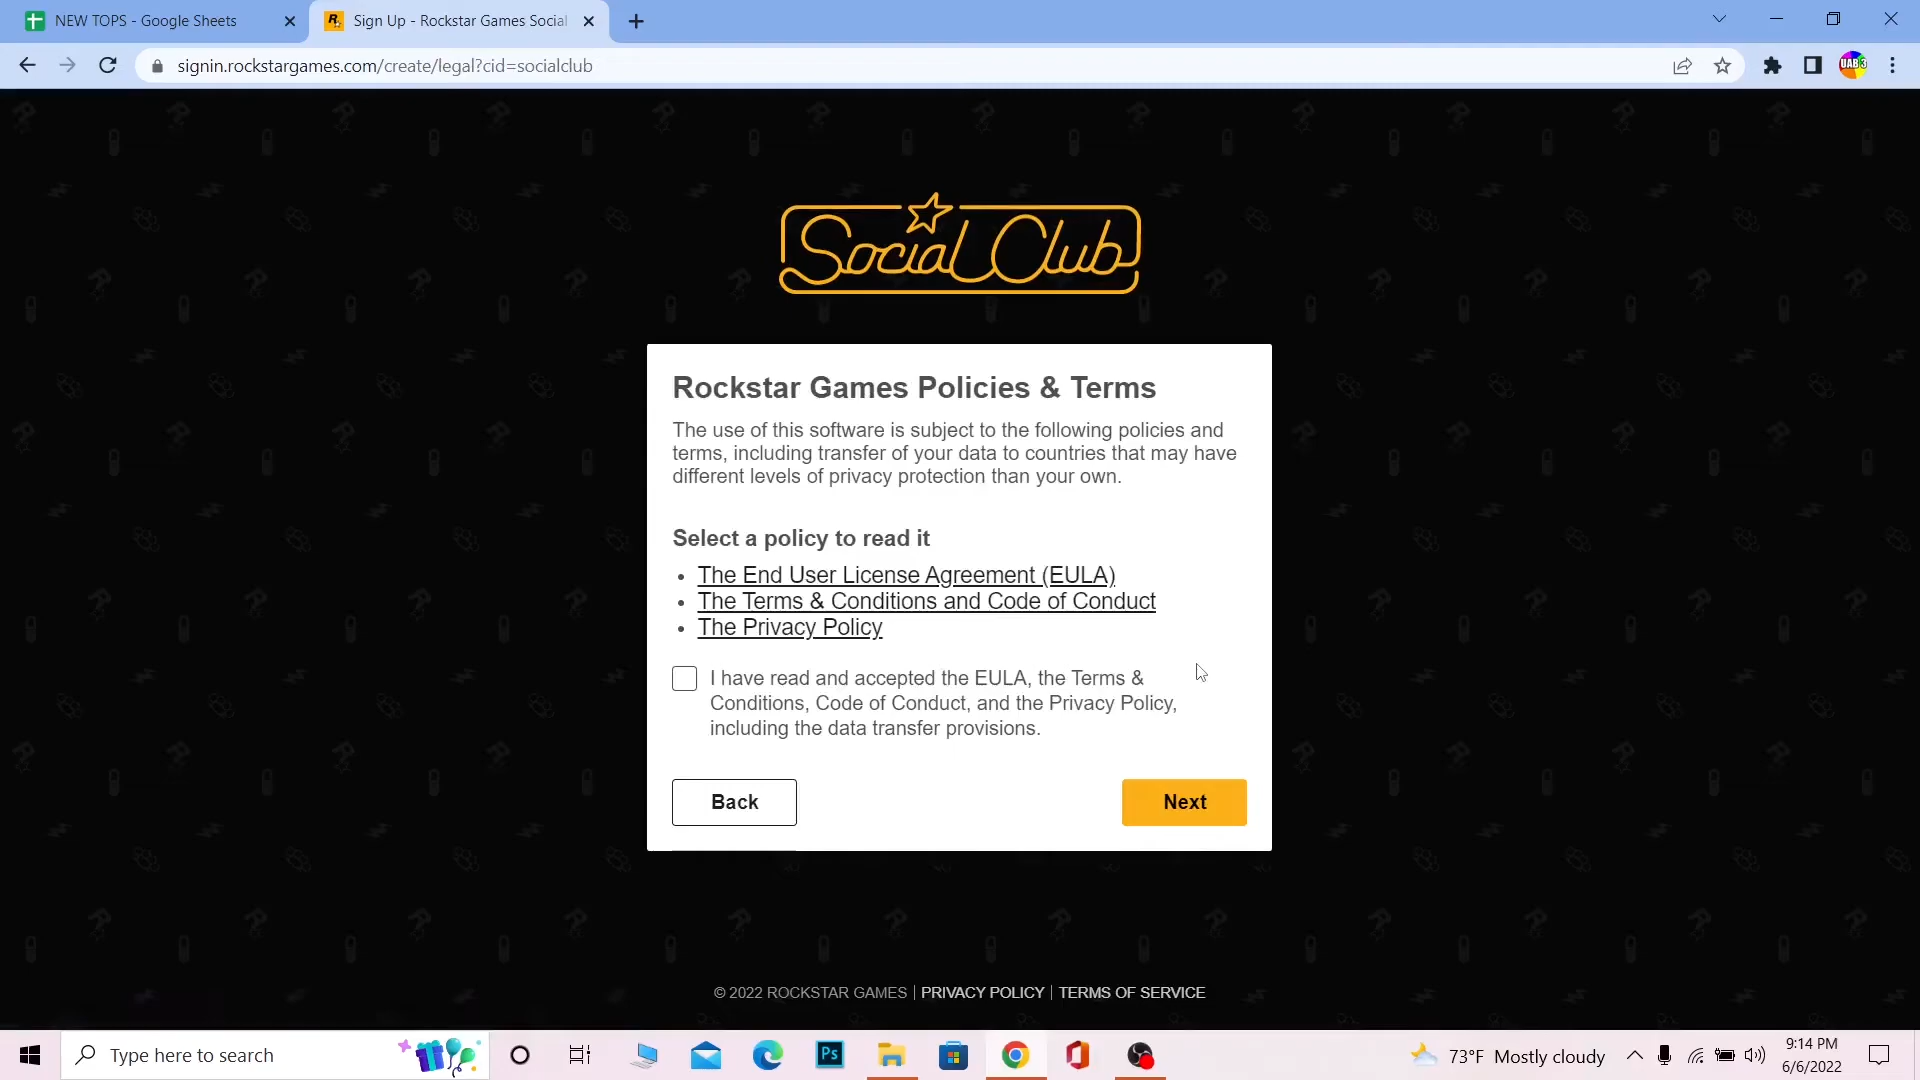 NEW TOPS - Google Sheets
Sign Up - Rockstar Games Social
signin.rockstargames.com/create/legal?cid=socialclub
UAB 3
Social Club
Rockstar Games Policies & Terms
The use of this software is subject to the following policies and
terms, including transfer of your data to countries that may have
different levels of privacy protection than your own.
Select a policy to read it
• The End User License Agreement (EULA)
• The Terms & Conditions and Code of Conduct
• The Privacy Policy
I have read and accepted the EULA, the Terms &
Conditions, Code of Conduct, and the Privacy Policy,
including the data transfer provisions.
Back
Next
© 2022 ROCKSTAR GAMES | PRIVACY POLICY | TERMS OF SERVICE
Type here to search
Ps
73°F Mostly cloudy
9:14 PM
6/6/2022